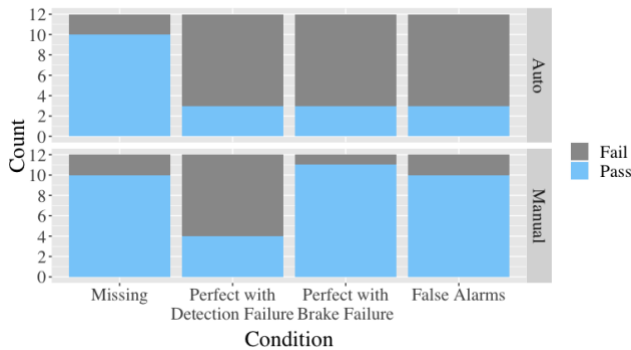 12
10
8
6
4
2
0
Auto
12
10
8
6
4
2
0
Manual
Count
Fail
Pass
Missing
Perfect with
Detection Failure
Perfect with
Brake Failure
False Alarms
Condition